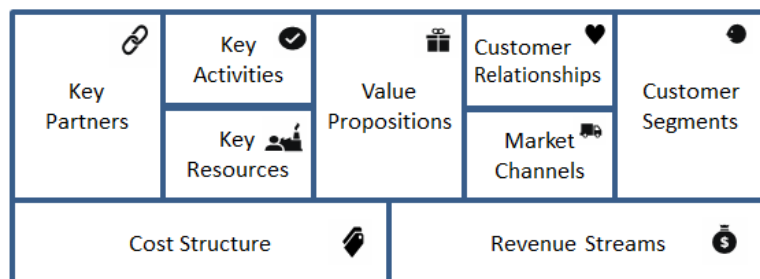 Key
Partners
Key
Activities
Key
Resources
Value
Propositions
Customer
Relationships
Market
Channels
Customer
Segments
Cost Structure
Revenue Streams
$